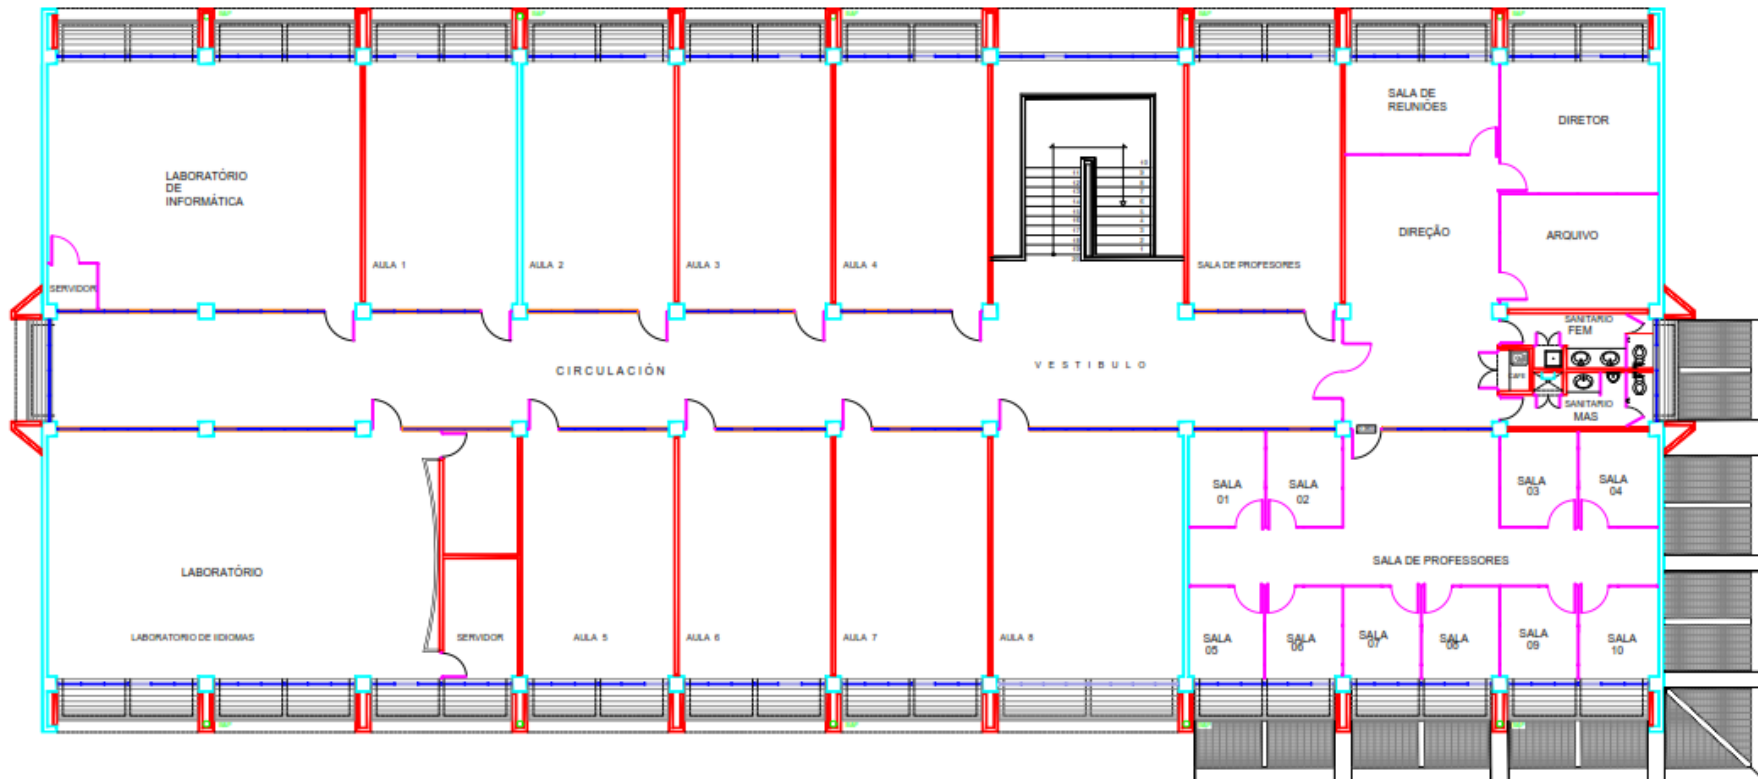 SALA DE
REUNIÕES
DIRETOR
LABORATÓRIO
DE
INFORMÁTICA
DIREÇÃO
ARQUIVO
AULA 1
AULA 2
AULA 3
AULA 4
SALA DE PROFESORES
SERVIDOR
SANITARIO
FEM
CIRCULACIÓN
VESTIBULO
CAFE
SANITARIO
MAS
SALA
01
SALA
02
SALA
03
SALA
04
LABORATÓRIO
SALA DE PROFESSORES
LABORATORIO DE IIDIOMAS
SERVIDOR
AULA 5
AULA 6
AULA 7
AULA 8
SALA
05
SALA
06
SALA
07
SALA
08
SALA
09
SALA
10